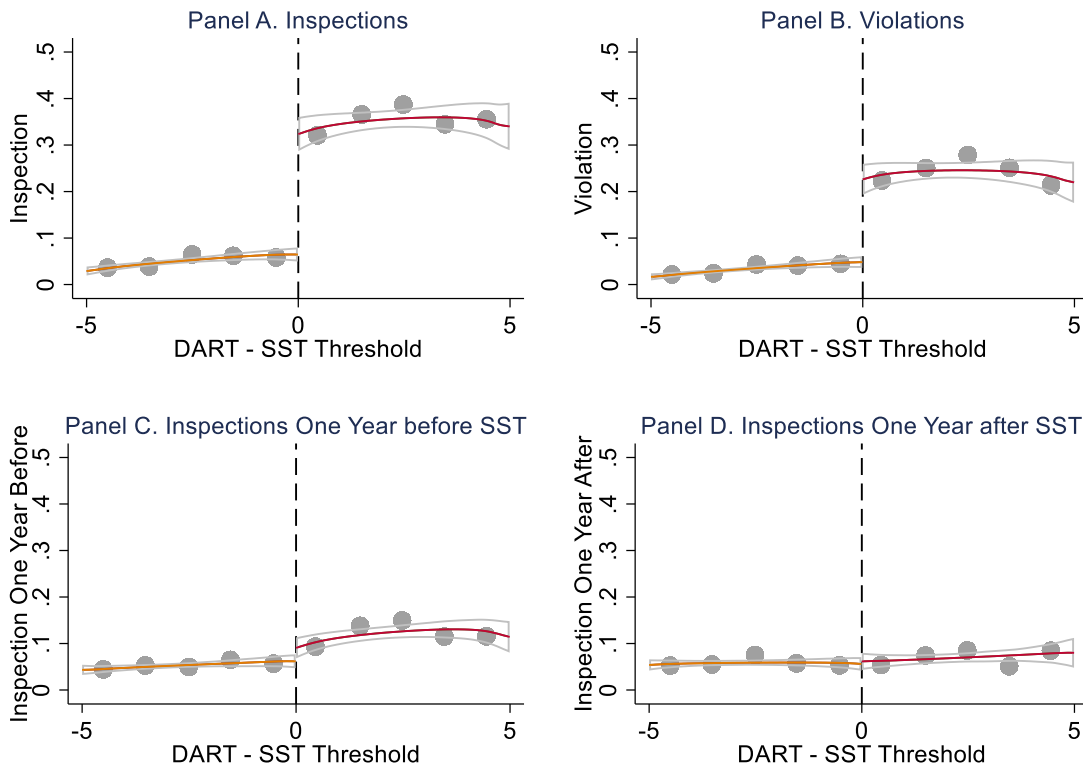 Panel A. Inspections
Inspection
0 .1 .2 .3 .4 .5
-5 0 5
DART - SST Threshold
Panel B. Violations
Violation
0 .1 .2 .3 .4 .5
-5 0 5
DART - SST Threshold
Panel C. Inspections One Year before SST
Inspection One Year Before
0 .1 .2 .3 .4 .5
-5 0 5
DART - SST Threshold
Panel D. Inspections One Year after SST
Inspection One Year After
0 .1 .2 .3 .4 .5
-5 0 5
DART - SST Threshold